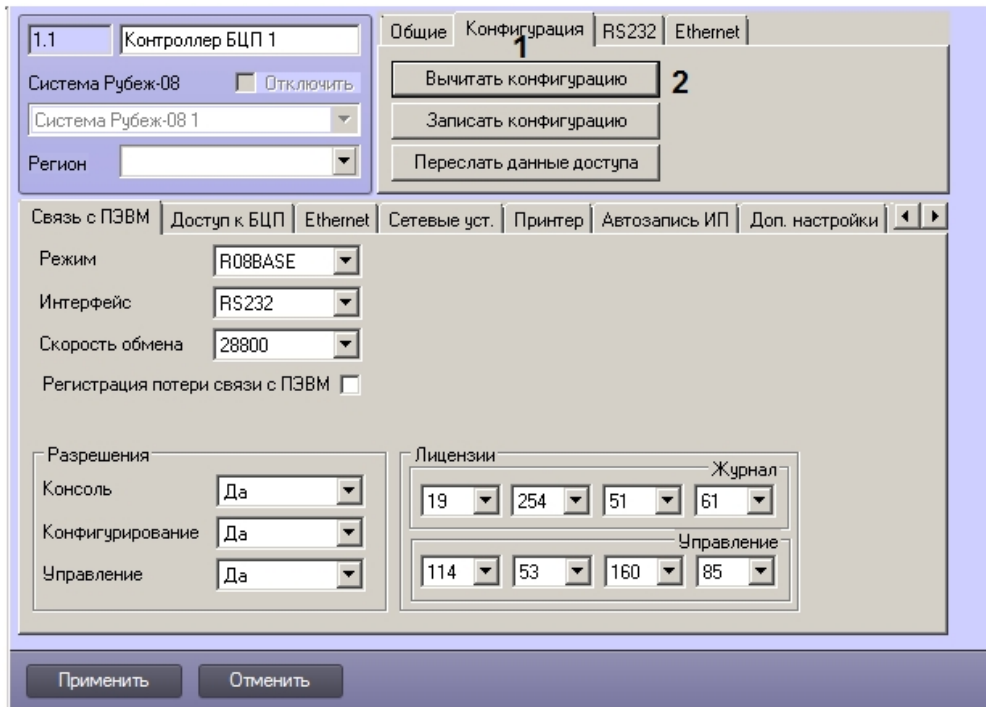 1.1 Контроллер БЦП 1
Система Рубеж-08 Отключить
Система Рубеж-08 1
Регион
Общие Конфигурация RS232 Ethernet
1
Вычитать конфигурацию 2
Записать конфигурацию
Переслать данные доступа
Связь с ПЭВМ Доступ к БЦП Ethernet Сетевые уст. Принтер Автозапись ИП Доп. настройки
Режим R08BASE
Интерфейс RS232
Скорость обмена 28800
Регистрация потери связи с ПЭВМ
Разрешения
Консоль Да
Конфигурирование Да
Управление Да
Лицензии
Журнал
19 254 51 61
Управление
114 53 160 85
Применить Отменить